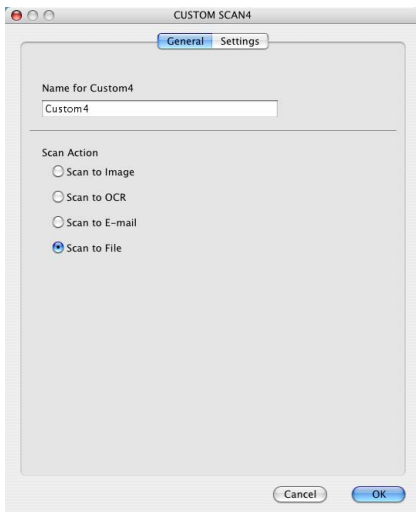 CUSTOM SCAN4
General Settings
Name for Custom4
Custom4
Scan Action
Scan to Image
Scan to OCR
Scan to E-mail
Scan to File
Cancel OK